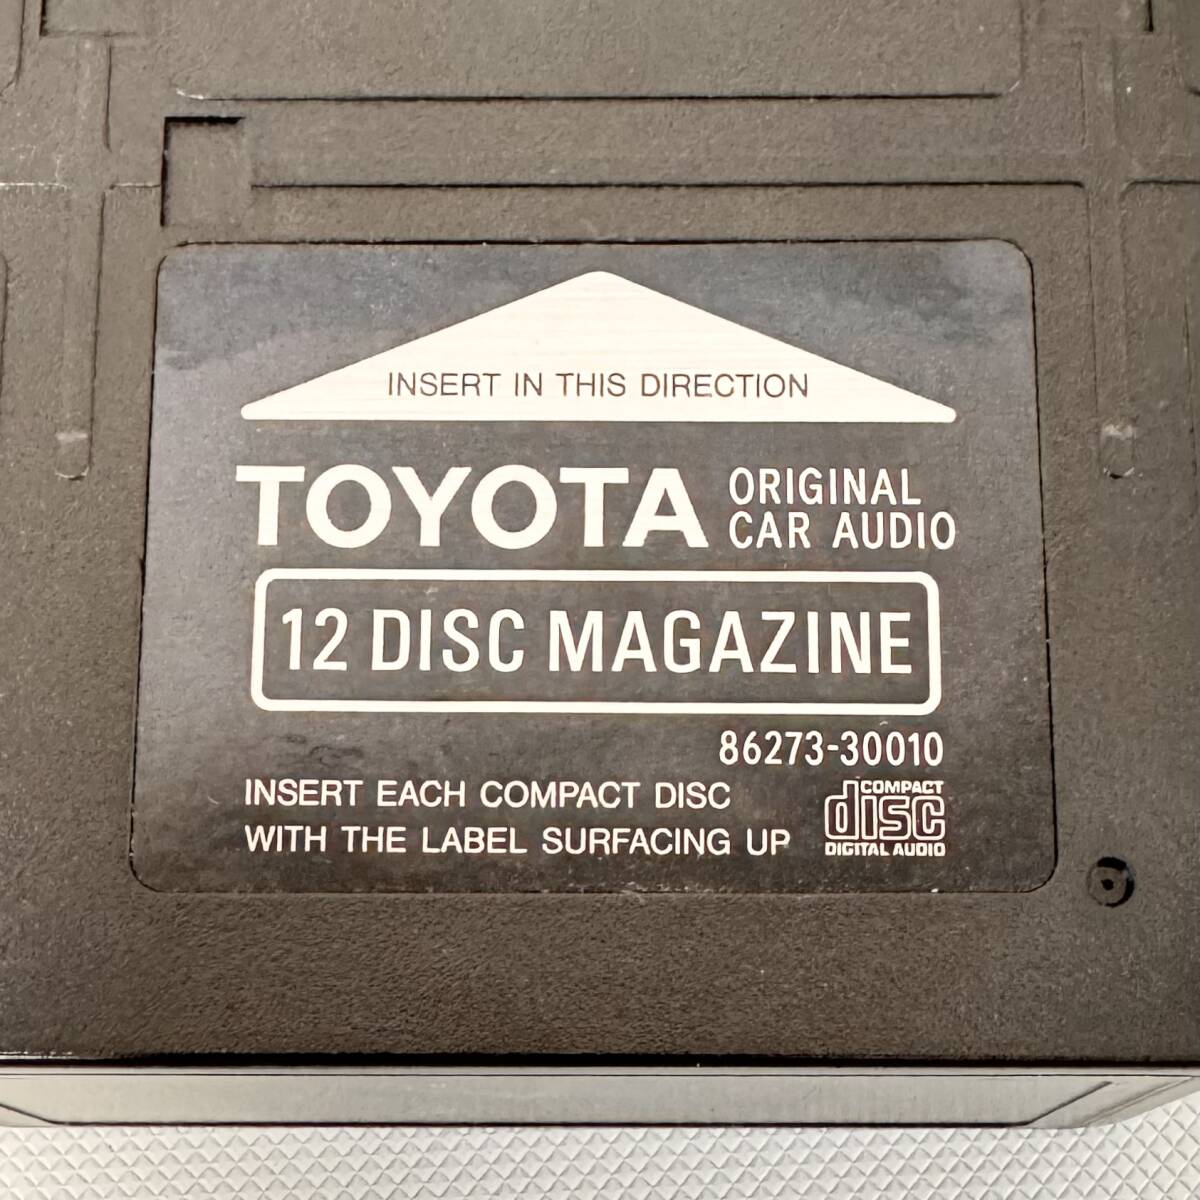 INSERT IN THIS DIRECTION
TOYOTA ORIGINAL
CAR AUDIO
12 DISC MAGAZINE
86273-30010
INSERT EACH COMPACT DISC
WITH THE LABEL SURFACING UP
COMPACT
disc
DIGITAL AUDIO